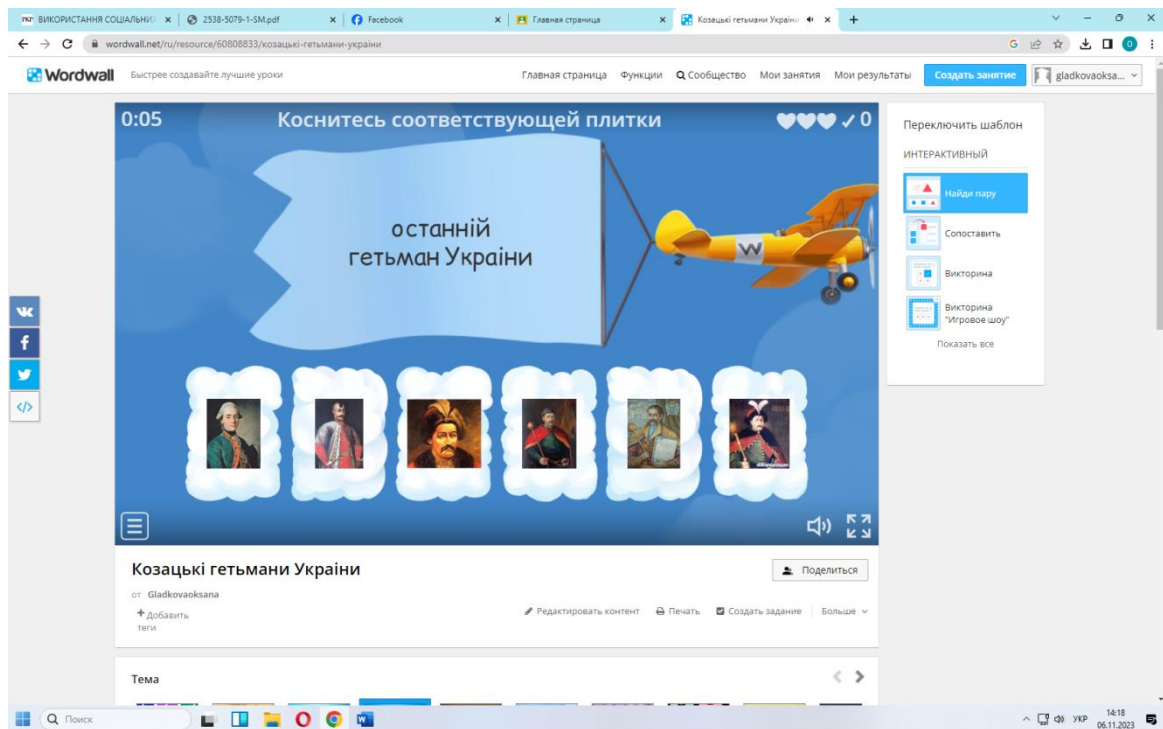 ВИКОРИСТАННЯ СОЦІАЛЬНИХ
2538-5079-1-SM.pdf
Facebook
Главная страница
Козацькі гетьмани Україн
wordwall.net/ru/resource/60808833/козацькі-гетьмани-україни
Wordwall
Быстрее создавайте лучшие уроки
Главная страница
Функции
Сообщество
Мои занятия
Мои результаты
Создать занятие
gladkovaoksa...
0:05
Коснитесь соответствующей плитки
0
останній
гетьман України
W
Переключить шаблон
ИНТЕРАКТИВНЫЙ
Найди пару
Сопоставить
Викторина
Викторина
"Игровое шоу"
Показать все
Козацькі гетьмани України
Поделиться
от Gladkovaoksana
Добавить
теги
Редактировать контент
Печать
Создать задание
Больше
Тема
Поиск
УКР
14:18
06.11.2023